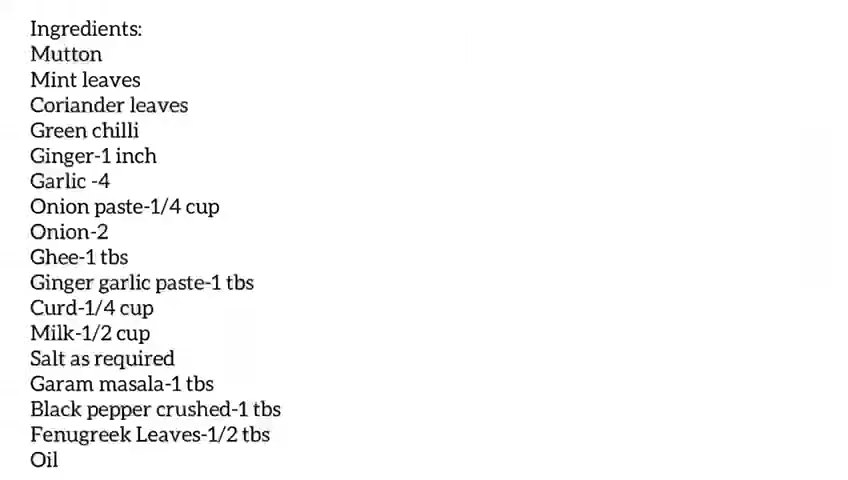 Ingredients:
Mutton
Mint leaves
Coriander leaves
Green chilli
Ginger-1 inch
Garlic -4
Onion paste-1/4 cup
Onion-2
Ghee-1 tbs
Ginger garlic paste-1 tbs
Curd-1/4 cup
Milk-1/2 cup
Salt as required
Garam masala-1 tbs
Black pepper crushed-1 tbs
Fenugreek Leaves-1/2 tbs
Oil